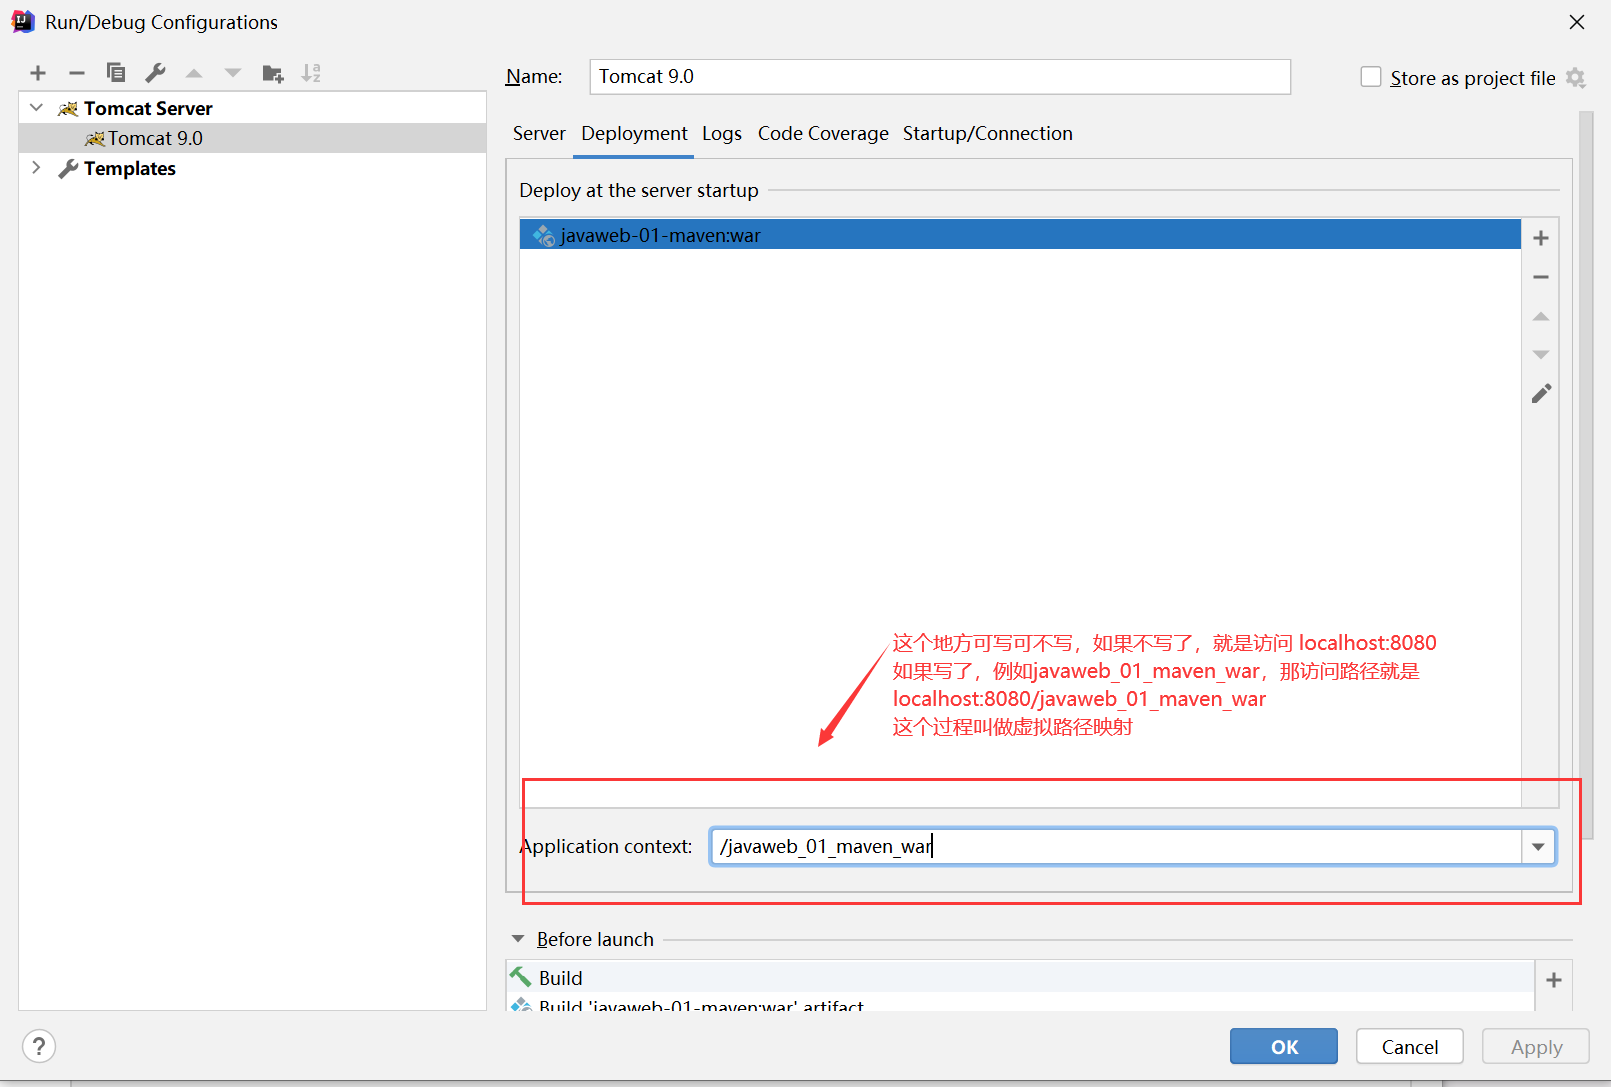 Run/Debug Configurations
Name:
Tomcat 9.0
Store as project file
Tomcat Server
Tomcat 9.0
Templates
Server
Deployment
Logs
Code Coverage
Startup/Connection
Deploy at the server startup
javaweb-01-maven:war
这个地方可写可不写，如果不写了，就是访问 localhost:8080
如果写了，例如javaweb_01_maven_war，那访问路径就是
localhost:8080/javaweb_01_maven_war
这个过程叫做虚拟路径映射
Application context:
/javaweb_01_maven_war
Before launch
Build
Build 'javaweb-01-maven:war' artifact
?
OK
Cancel
Apply